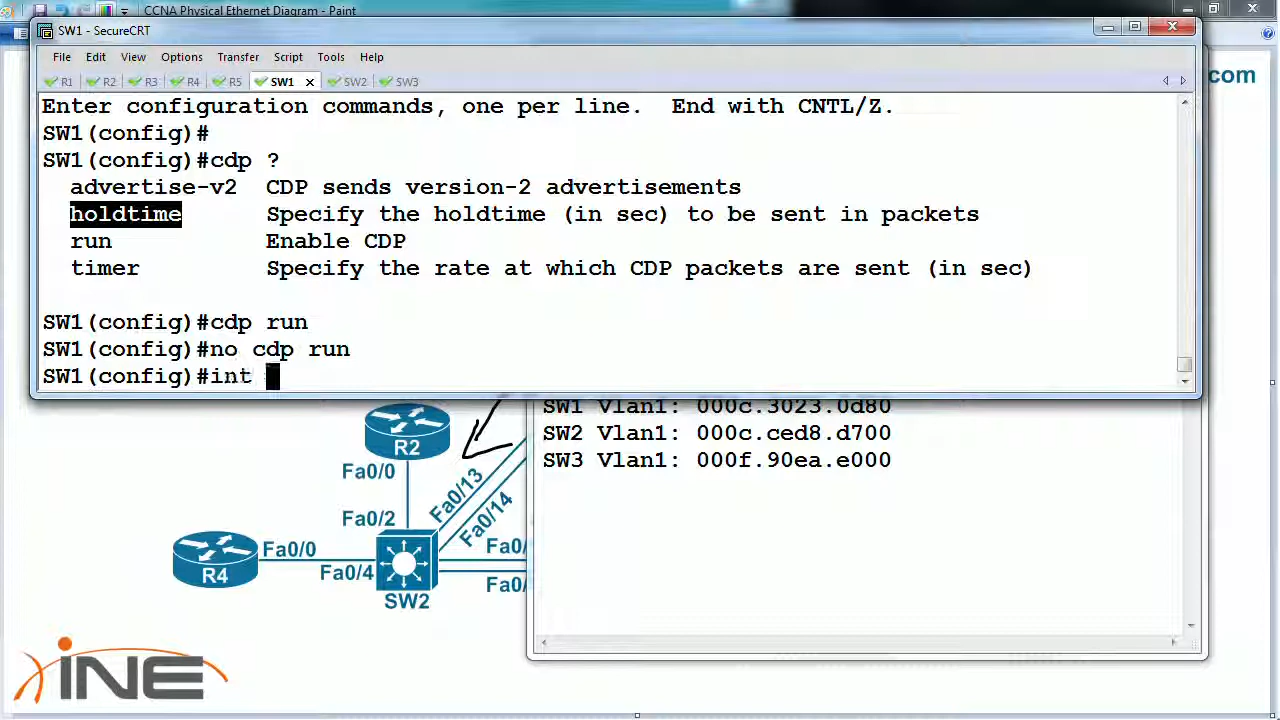 CCNA Physical Ethernet Diagram - Paint
SW1 - SecureCRT
File Edit View Options Transfer Script Tools Help
R1 R2 R3 R4 R5 SW1 x SW2 SW3
.com
Enter configuration commands, one per line.  End with CNTL/Z.
SW1(config)#
SW1(config)#cdp ?
advertise-v2  CDP sends version-2 advertisements
holdtime      Specify the holdtime (in sec) to be sent in packets
run           Enable CDP
timer         Specify the rate at which CDP packets are sent (in sec)
SW1(config)#cdp run
SW1(config)#no cdp run
SW1(config)#int
SW1 Vlan1: 000c.3023.0d80
SW2 Vlan1: 000c.ced8.d700
SW3 Vlan1: 000f.90ea.e000
R2
Fa0/0
Fa0/13
Fa0/14
Fa0/2
Fa0/0
Fa0/
R4
Fa0/4
Fa0/
SW2
iNE